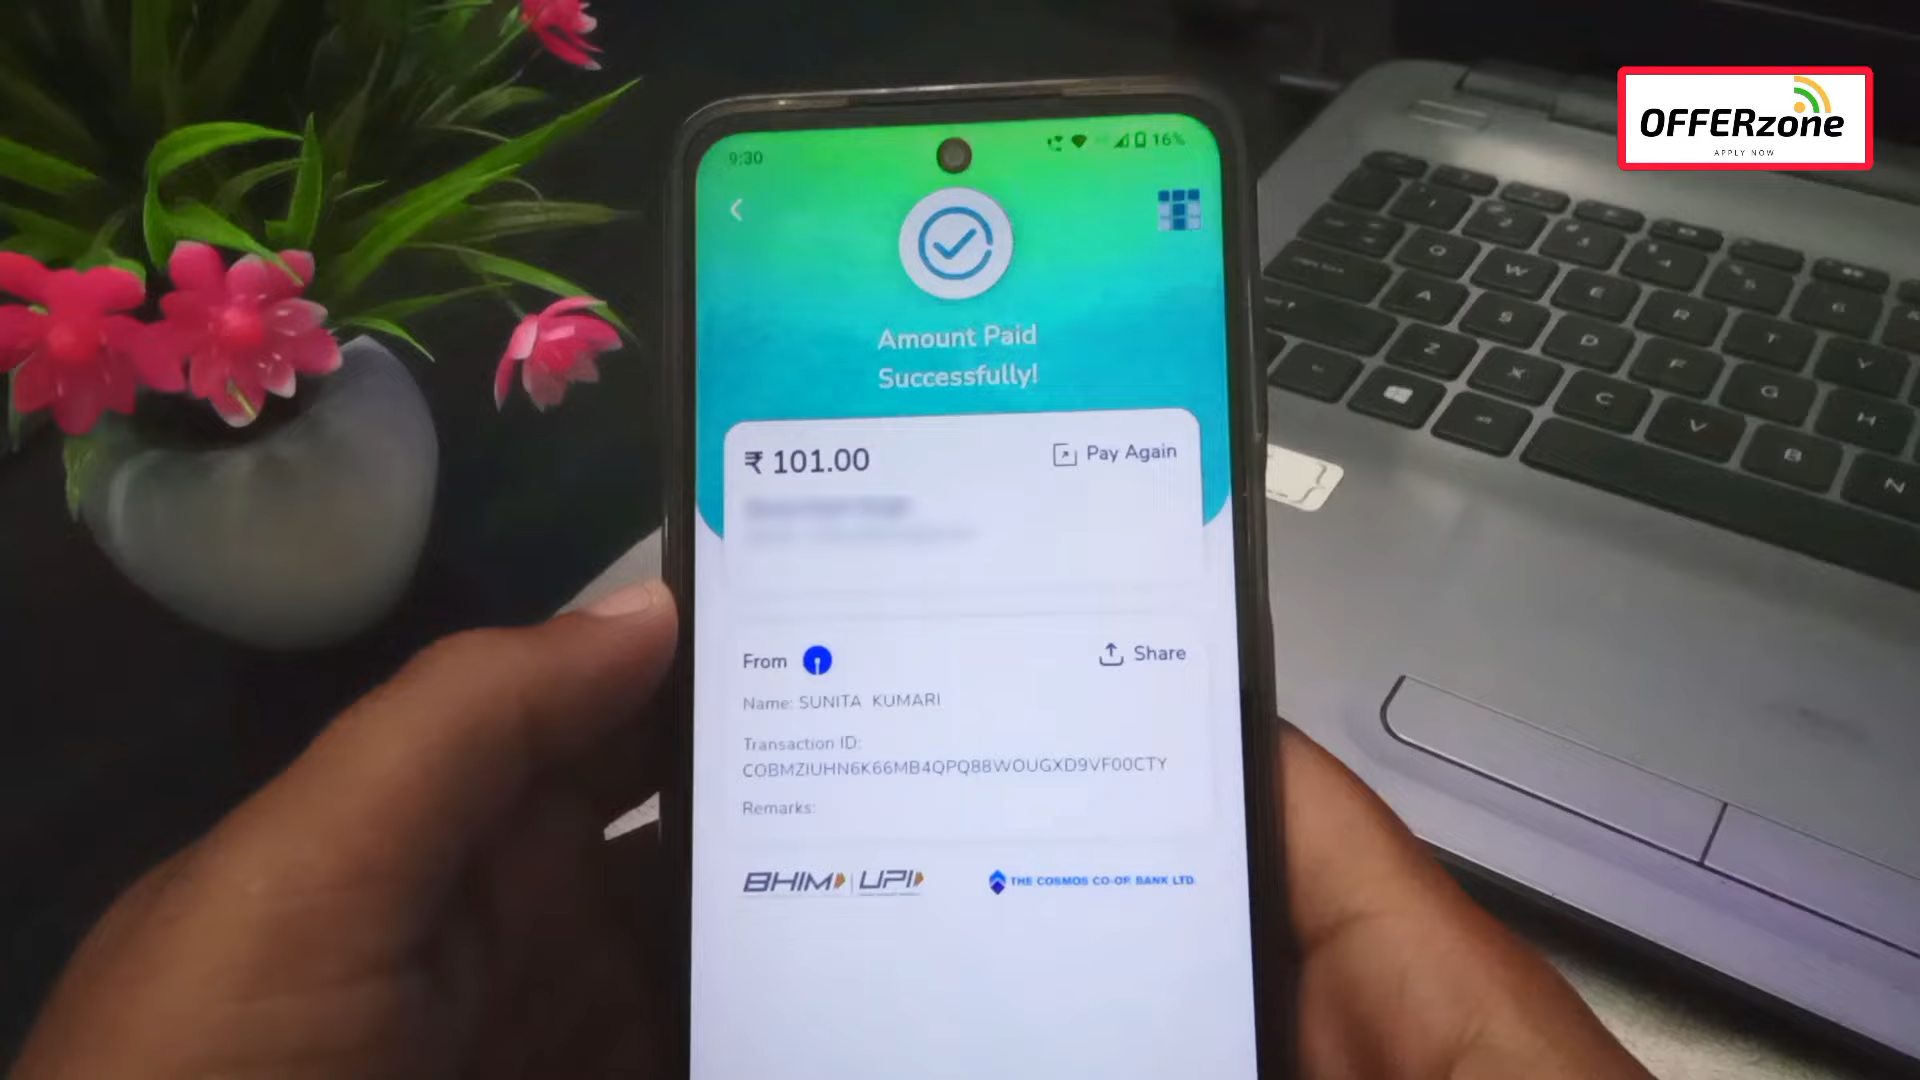 OFFERzone
APPLY NOW
9:30
16%
Amount Paid
Successfully!
₹ 101.00
Pay Again
From
Share
Name: SUNITA KUMARI
Transaction ID:
COBMZIUHN6K66MB4QPQ88WOUGXD9VF00CTY
Remarks:
BHIM | UPI
THE COSMOS CO-OP. BANK LTD.
Q
W
E
R
T
Y
A
S
D
F
G
H
Z
X
C
V
B
N